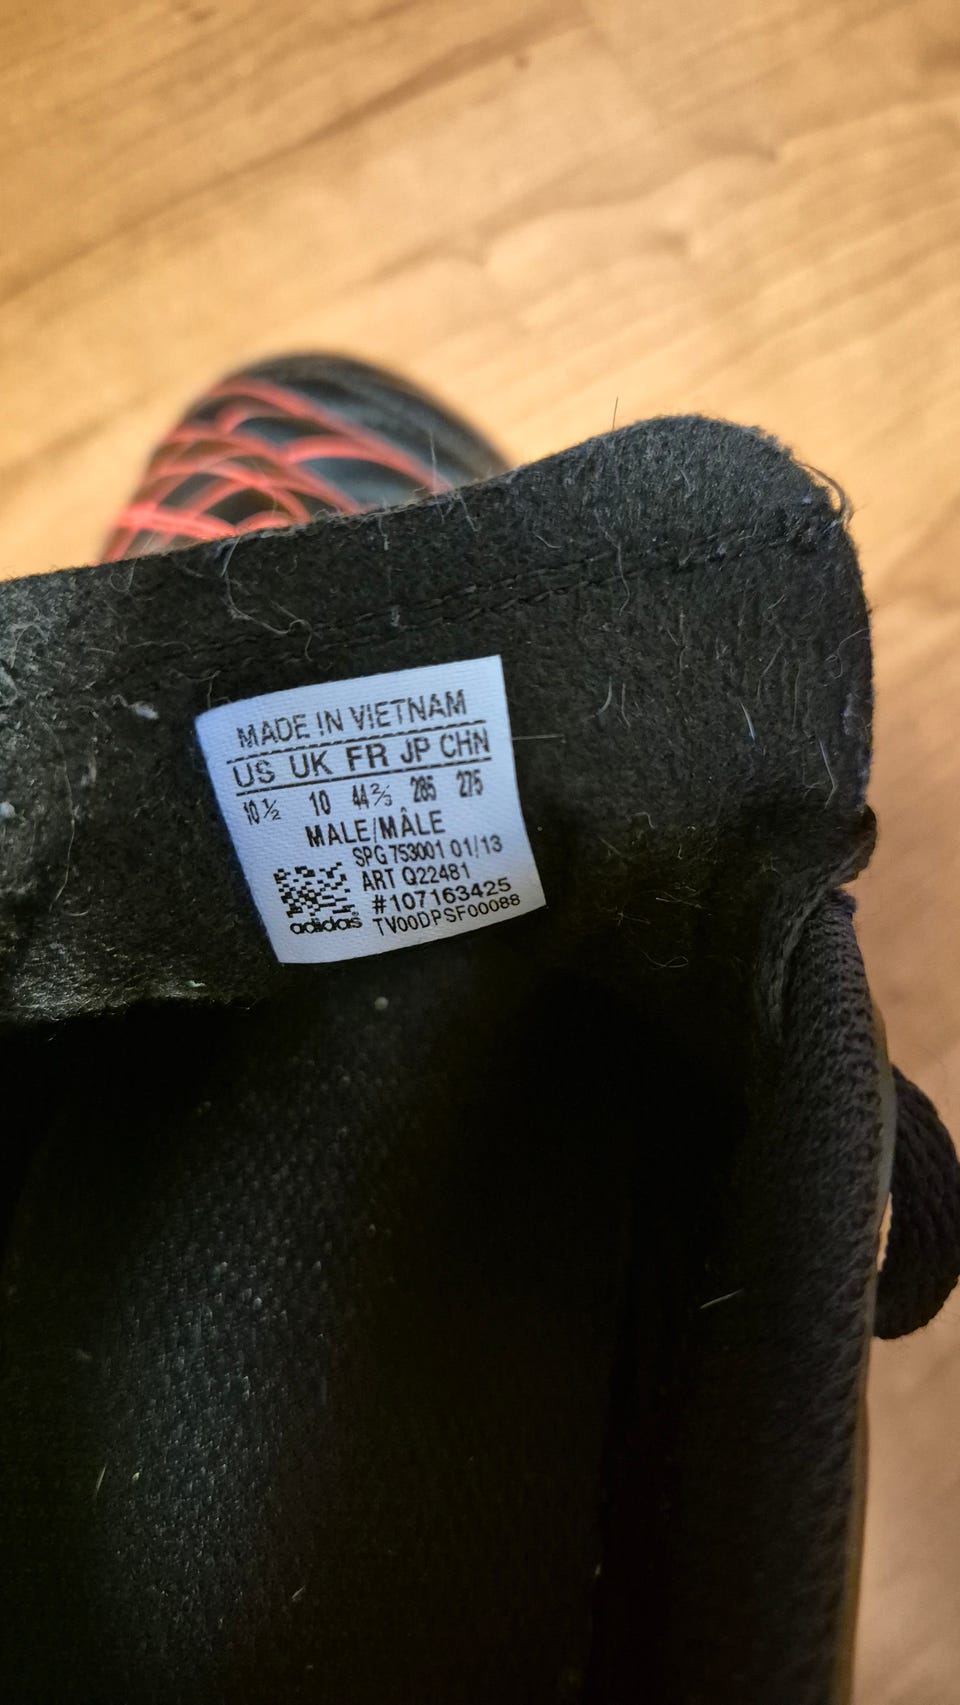 MADE IN VIETNAM
US UK FR JP CHN
10½ 10 44⅔ 285 275
MALE/MÂLE
SPG 753001 01/13
ART Q22481
#107163425
adidas® TV00DPSF00088